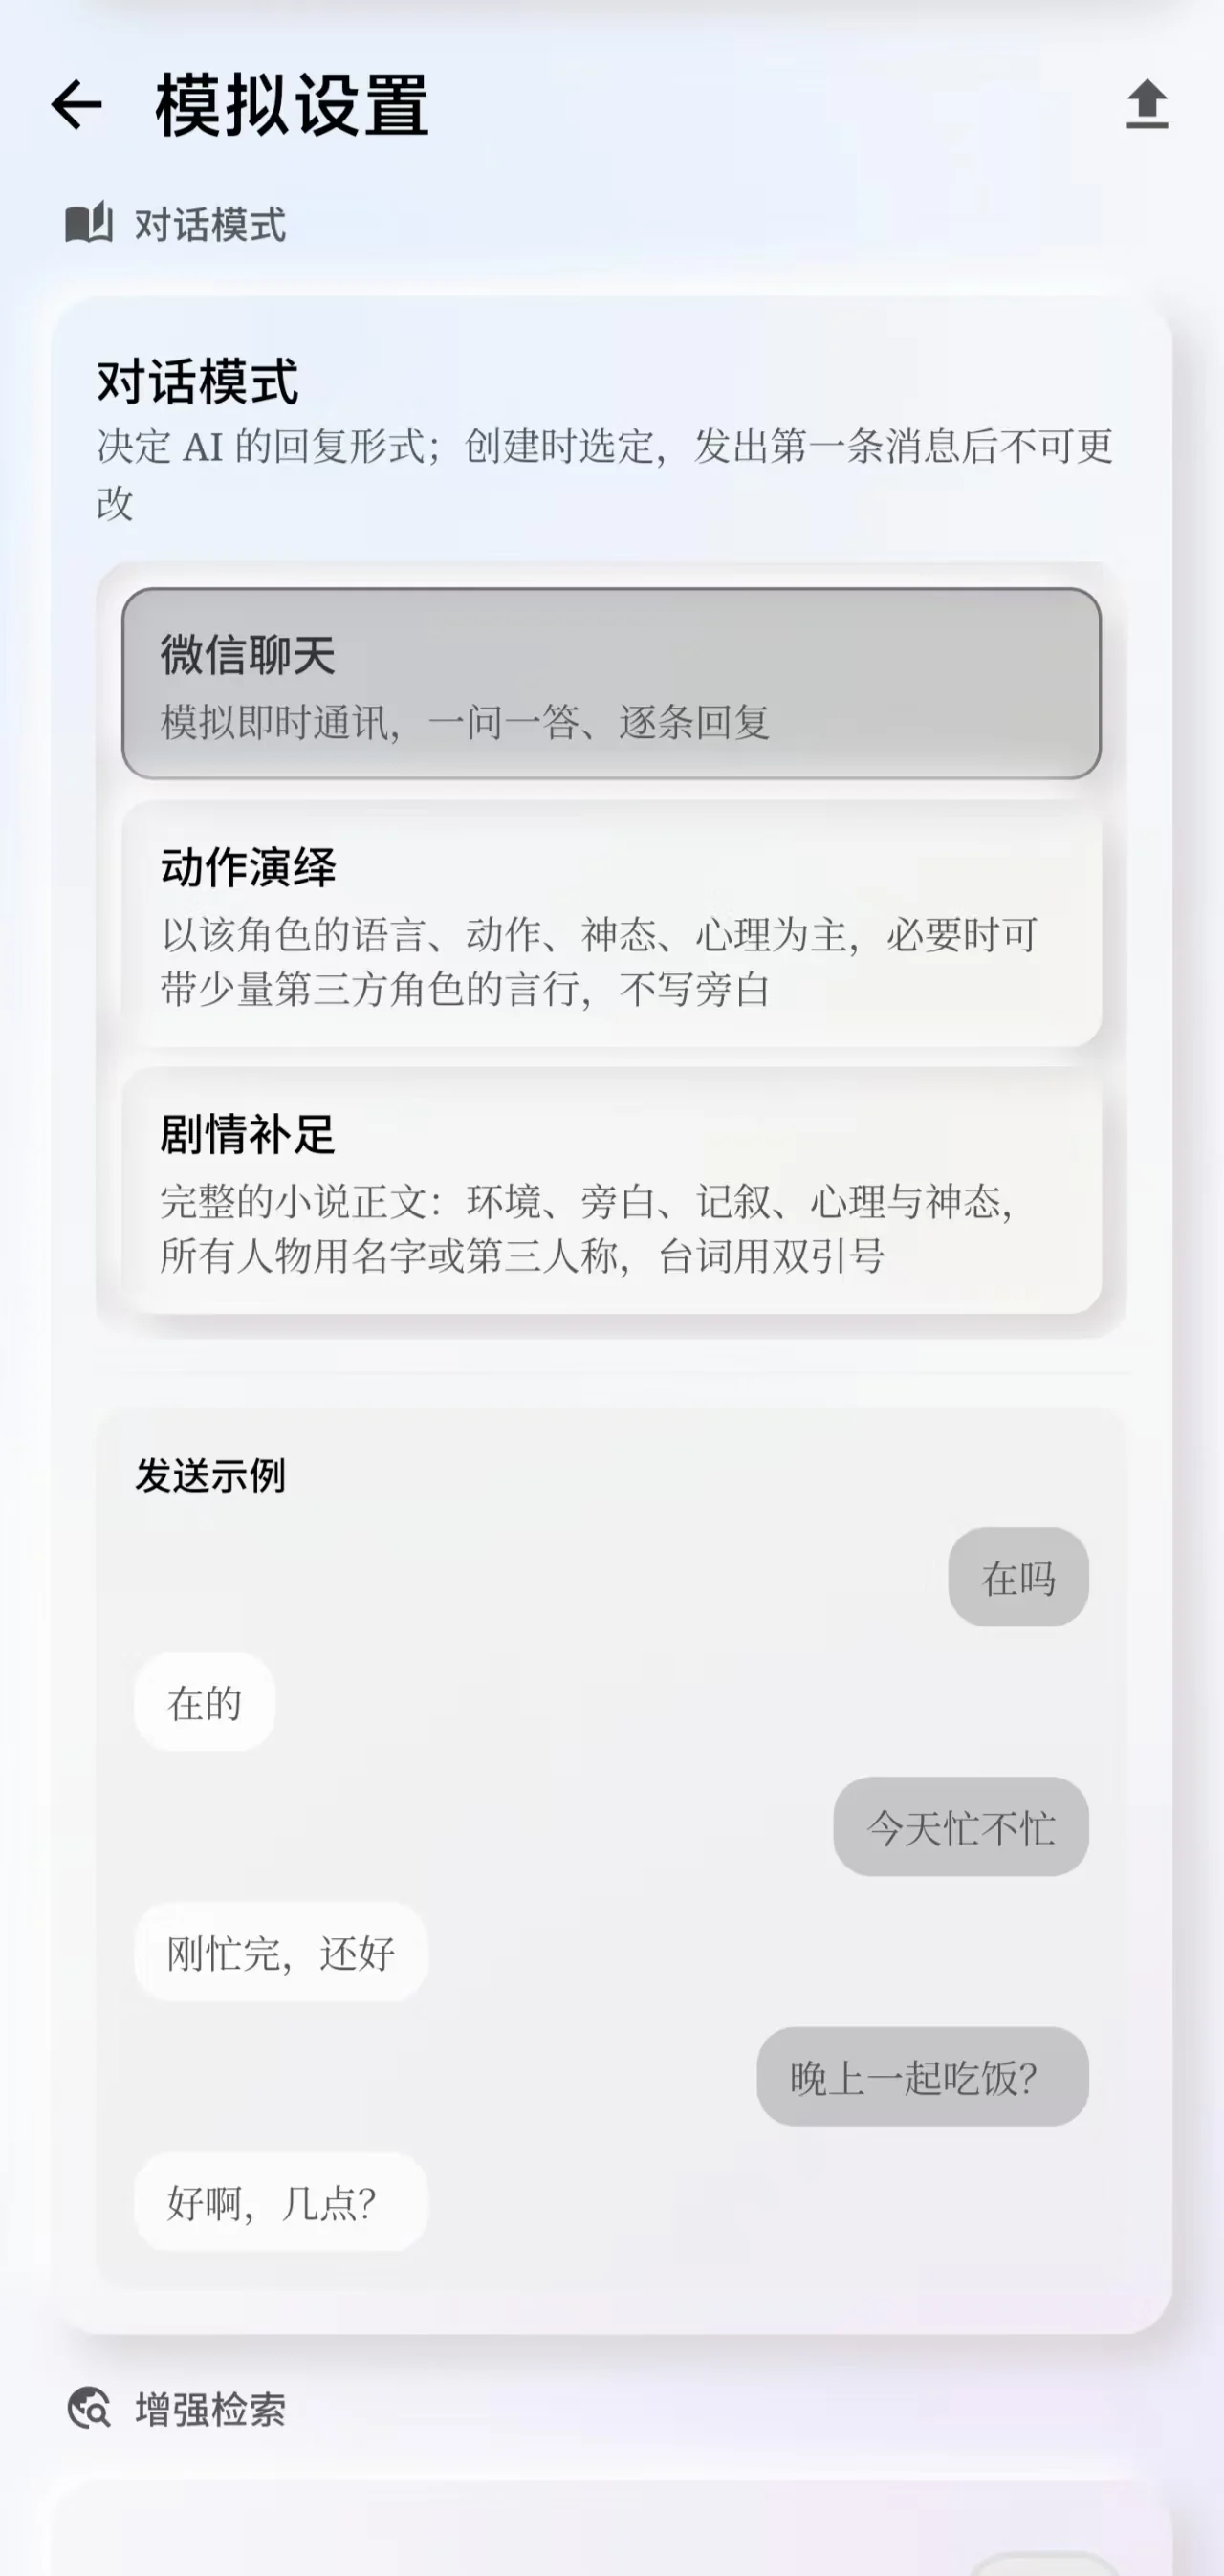 模拟设置
对话模式
对话模式
决定 AI 的回复形式；创建时选定，发出第一条消息后不可更
改
微信聊天
模拟即时通讯，一问一答、逐条回复
动作演绎
以该角色的语言、动作、神态、心理为主，必要时可
带少量第三方角色的言行，不写旁白
剧情补足
完整的小说正文：环境、旁白、记叙、心理与神态，
所有人物用名字或第三人称，台词用双引号
发送示例
在吗
在的
今天忙不忙
刚忙完，还好
晚上一起吃饭？
好啊，几点？
增强检索